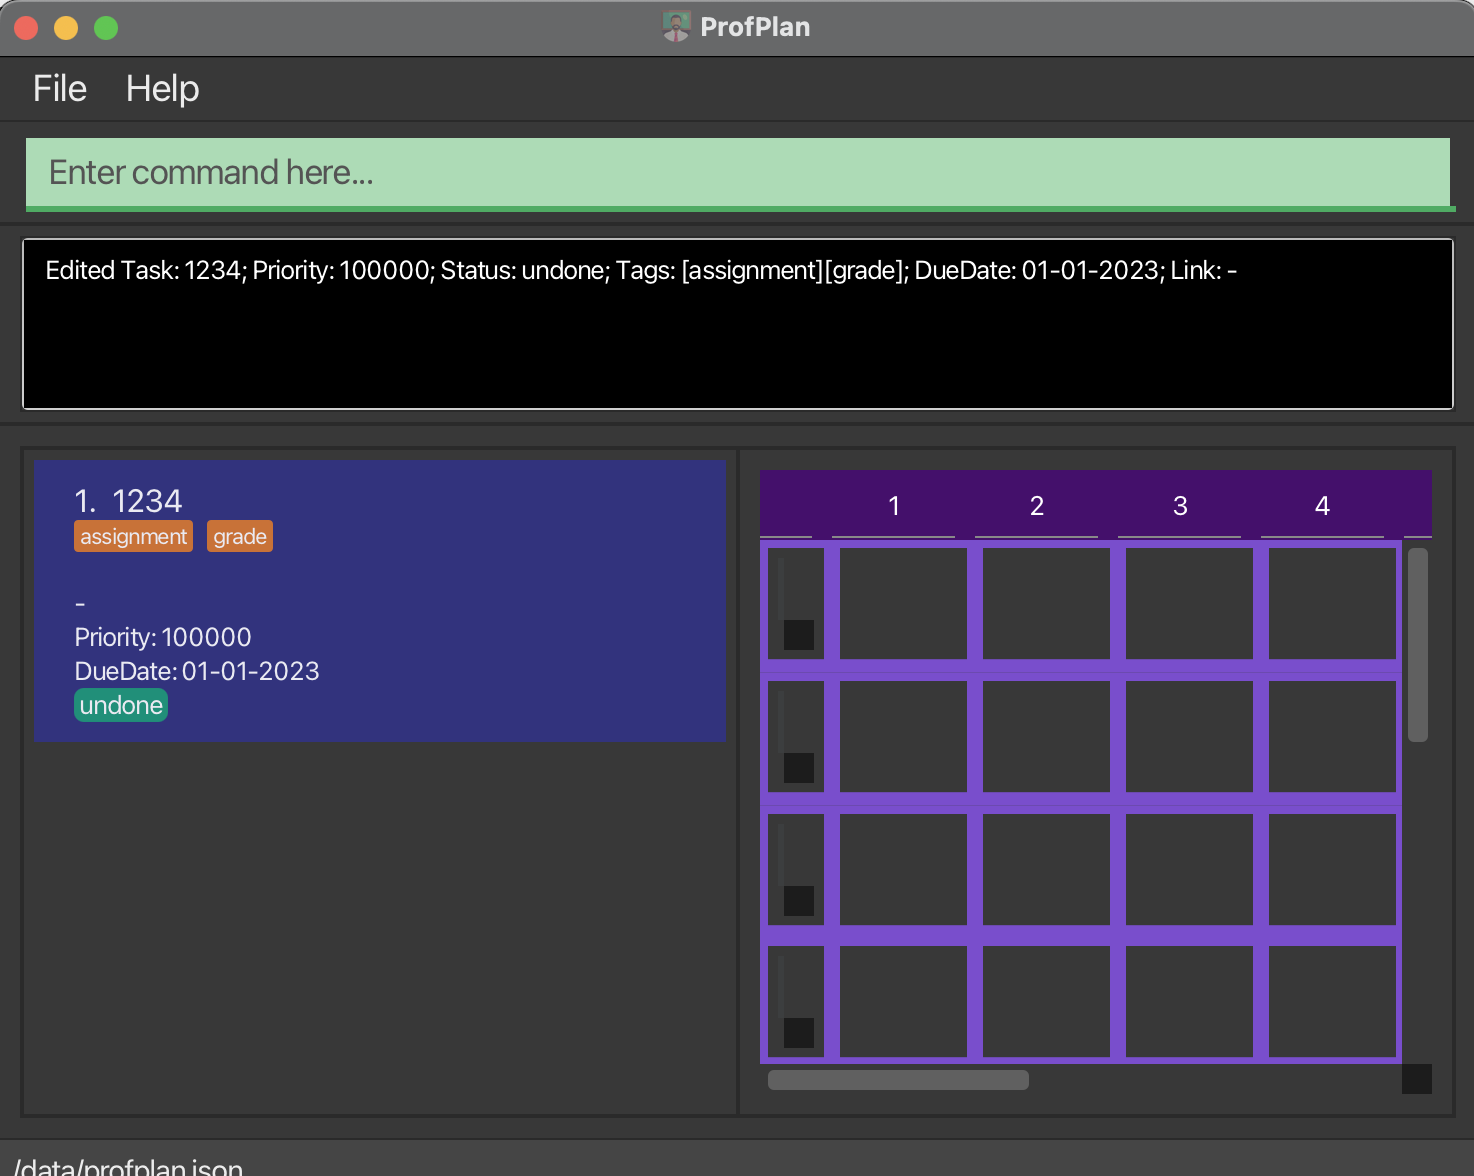 ProfPlan
File Help
Enter command here...
Edited Task: 1234; Priority: 100000; Status: undone; Tags: [assignment][grade]; DueDate: 01-01-2023; Link: -
1. 1234
assignment grade
-
Priority: 100000
DueDate: 01-01-2023
undone
1 2 3 4
/data/profplan.json